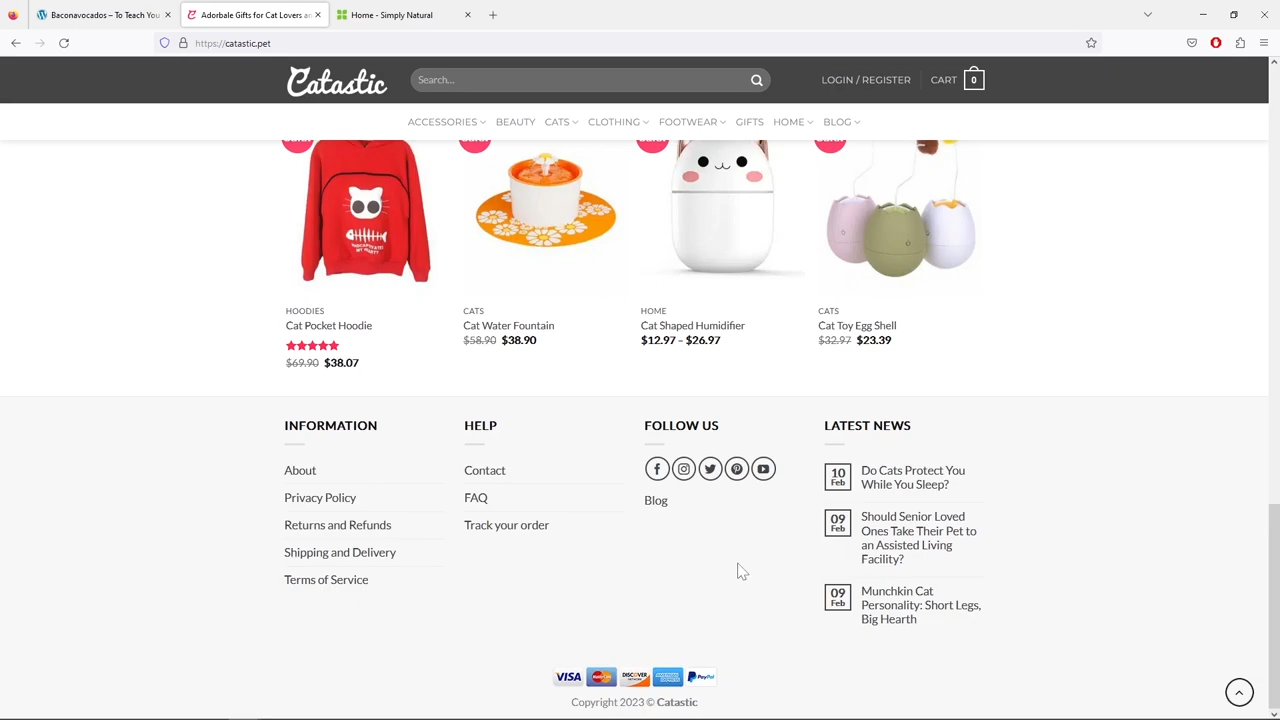 Baconavocados – To Teach You
Adorbale Gifts for Cat Lovers an
Home - Simply Natural
https://catastic.pet
Catastic
Search...
LOGIN / REGISTER
CART
0
ACCESSORIES
BEAUTY
CATS
CLOTHING
FOOTWEAR
GIFTS
HOME
BLOG
HOODIES
Cat Pocket Hoodie
$69.90 $38.07
CATS
Cat Water Fountain
$58.90 $38.90
HOME
Cat Shaped Humidifier
$12.97 – $26.97
CATS
Cat Toy Egg Shell
$32.97 $23.39
INFORMATION
About
Privacy Policy
Returns and Refunds
Shipping and Delivery
Terms of Service
HELP
Contact
FAQ
Track your order
FOLLOW US
Blog
LATEST NEWS
10
Feb
Do Cats Protect You
While You Sleep?
09
Feb
Should Senior Loved
Ones Take Their Pet to
an Assisted Living
Facility?
09
Feb
Munchkin Cat
Personality: Short Legs,
Big Hearth
VISA
DISCOVER
PayPal
Copyright 2023 © Catastic